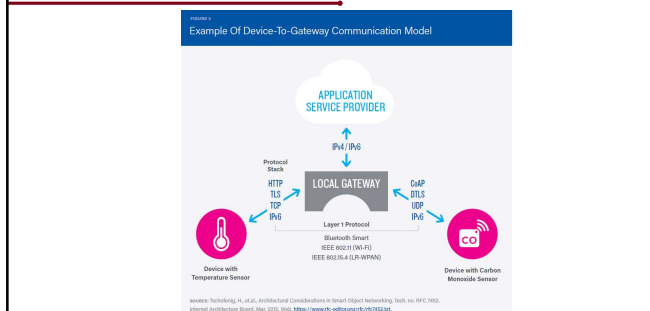 FIGURE 2
Example Of Device-To-Gateway Communication Model
APPLICATION
SERVICE PROVIDER
IPv4/IPv6
Protocol
Stack
HTTP
TLS
TCP
IPv6
LOCAL GATEWAY
CoAP
DTLS
UDP
IPv6
Layer 1 Protocol
Bluetooth Smart
IEEE 802.11 (Wi-Fi)
IEEE 802.15.4 (LR-WPAN)
CO
Device with
Temperature Sensor
Device with Carbon
Monoxide Sensor
SOURCE: Tschofenig, H., et.al., Architectural Considerations in Smart Object Networking. Tech. no. RFC 7452.
Internet Architecture Board, Mar. 2015. Web. https://www.rfc-editor.org/rfc/rfc7452.txt.